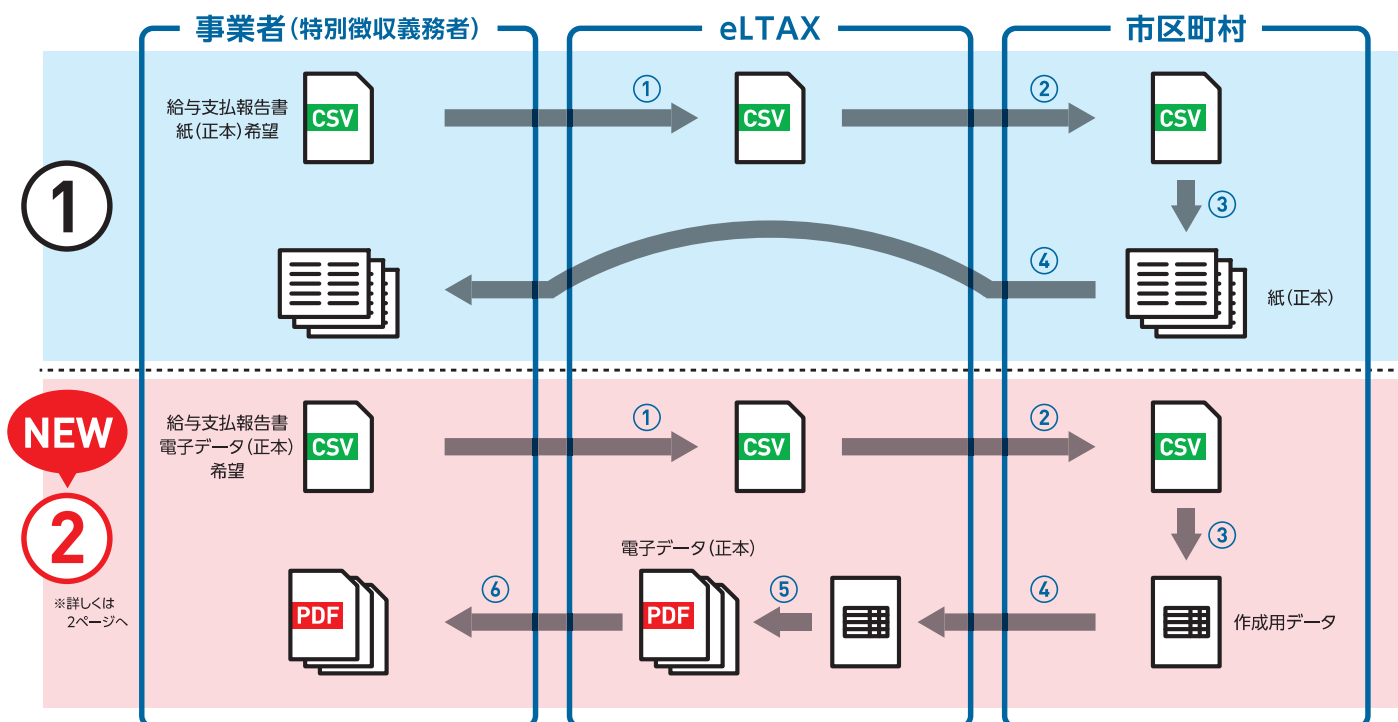 事業者(特別徴収義務者)
eLTAX
市区町村
①
給与支払報告書
紙(正本)希望
CSV
①
CSV
②
CSV
③
④
紙(正本)
NEW
②
※詳しくは
2ページへ
給与支払報告書
電子データ(正本)
希望
CSV
①
CSV
②
CSV
③
電子データ(正本)
PDF
⑥
PDF
⑤
④
作成用データ